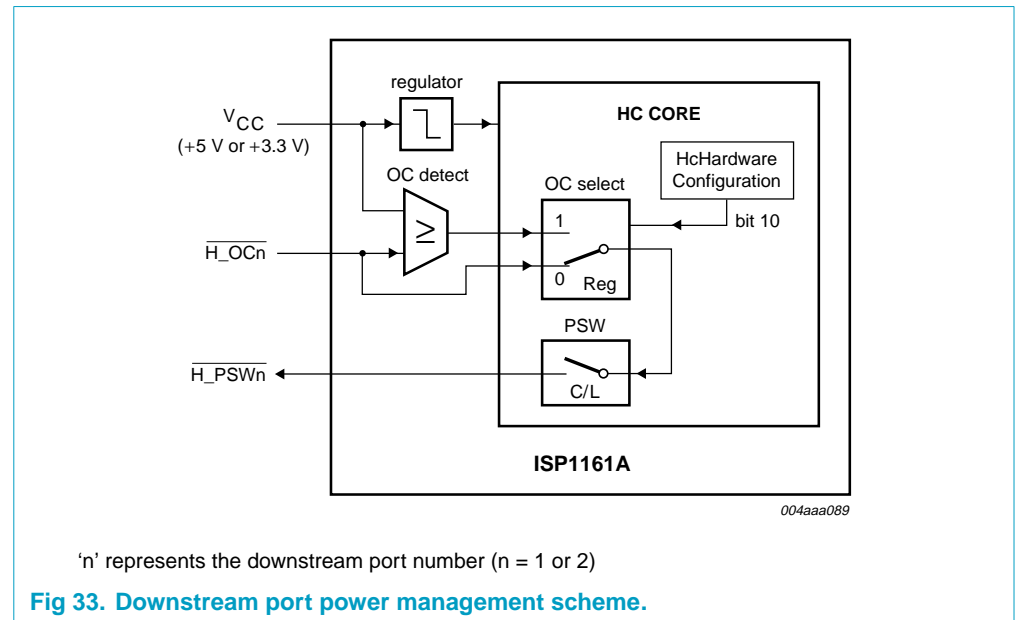 regulator
V CC
(+5 V or +3.3 V)
HC CORE
HcHardware
Configuration
OC detect
OC select
≥
1
bit 10
H_OCn
0
Reg
PSW
H_PSWn
C/L
ISP1161A
004aaa089
‘n’ represents the downstream port number (n = 1 or 2)
Fig 33. Downstream port power management scheme.